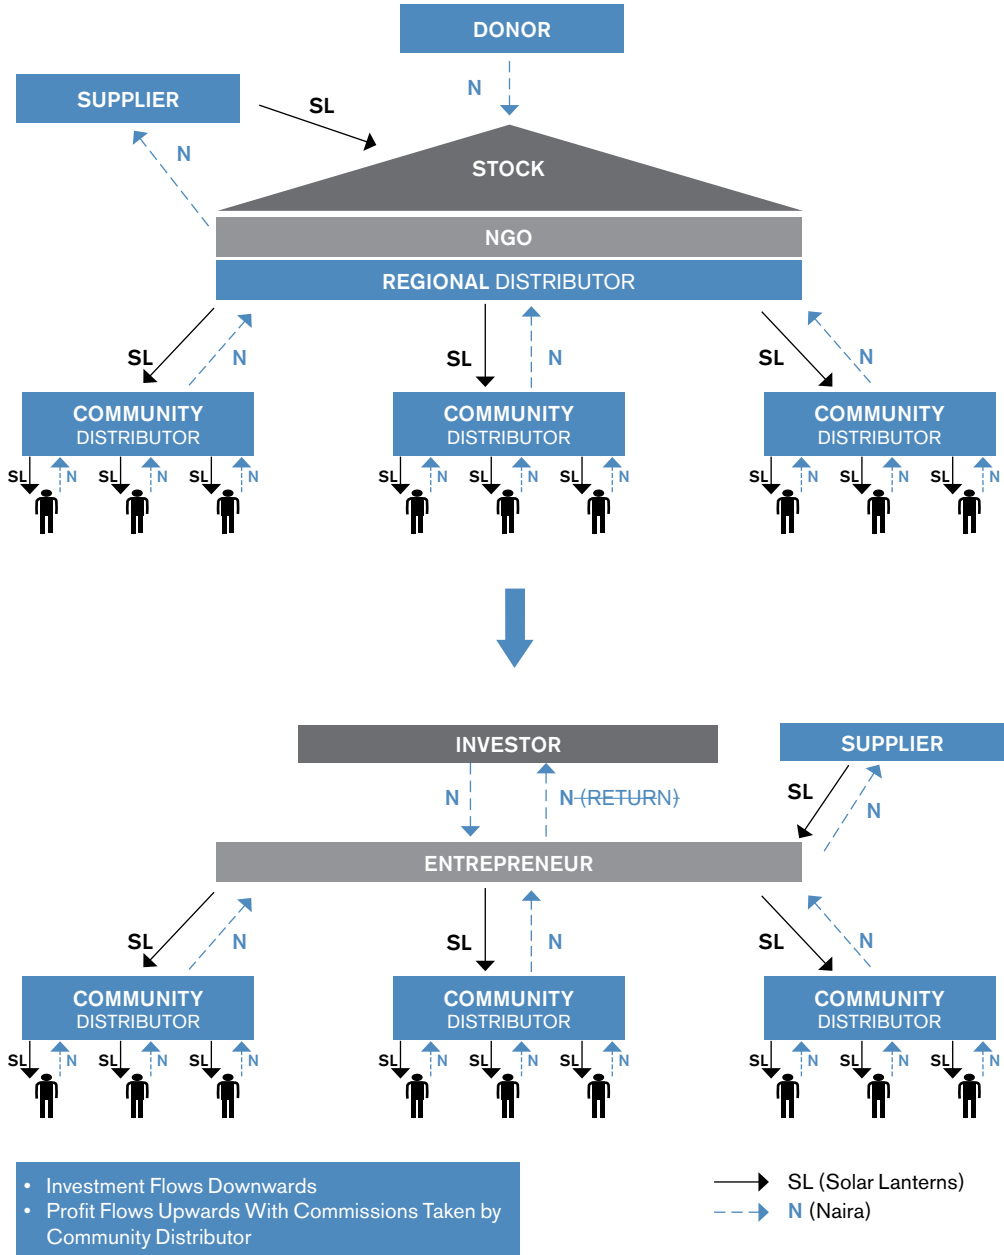 DONOR
N
SUPPLIER
SL
N
STOCK
NGO
REGIONAL DISTRIBUTOR
SL
N
SL
N
SL
N
COMMUNITY
DISTRIBUTOR
COMMUNITY
DISTRIBUTOR
COMMUNITY
DISTRIBUTOR
SL N SL N SL N
SL N SL N SL N
SL N SL N SL N
INVESTOR
SUPPLIER
N
N (RETURN)
SL
N
ENTREPRENEUR
SL
N
SL
N
SL
N
COMMUNITY
DISTRIBUTOR
COMMUNITY
DISTRIBUTOR
COMMUNITY
DISTRIBUTOR
SL N SL N SL N
SL N SL N SL N
SL N SL N SL N
• Investment Flows Downwards
• Profit Flows Upwards With Commissions Taken by
Community Distributor
SL (Solar Lanterns)
N (Naira)